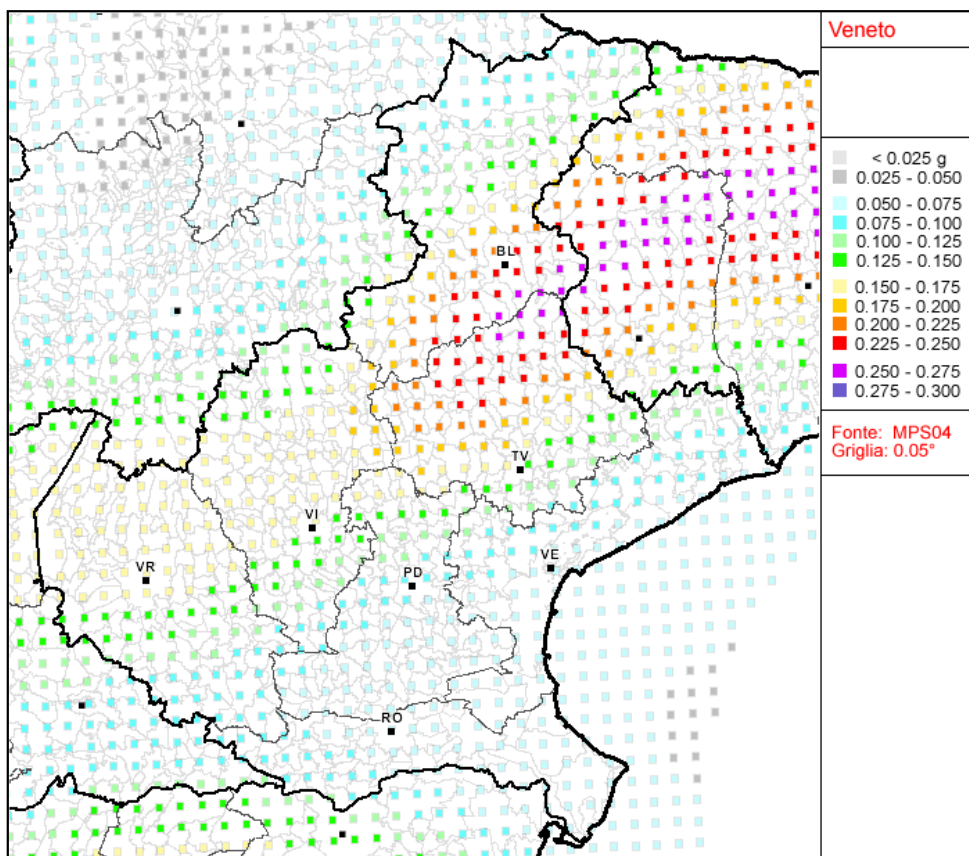 Veneto
< 0.025 g
0.025 - 0.050
0.050 - 0.075
0.075 - 0.100
0.100 - 0.125
0.125 - 0.150
0.150 - 0.175
0.175 - 0.200
0.200 - 0.225
0.225 - 0.250
0.250 - 0.275
0.275 - 0.300
Fonte: MPS04
Griglia: 0.05°
BL
TV
VI
VE
VR
PD
RO